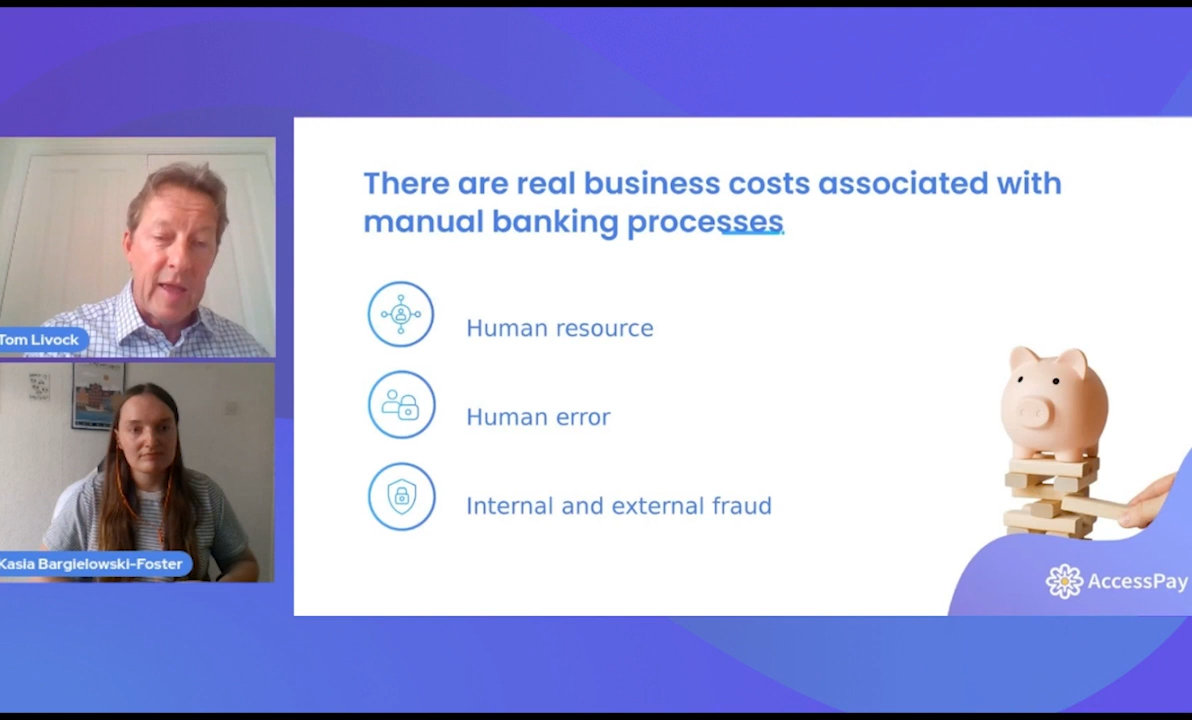 There are real business costs associated with
manual banking processes
Tom Livock
Human resource
Human error
Internal and external fraud
Kasia Bargielowski-Foster
AccessPay